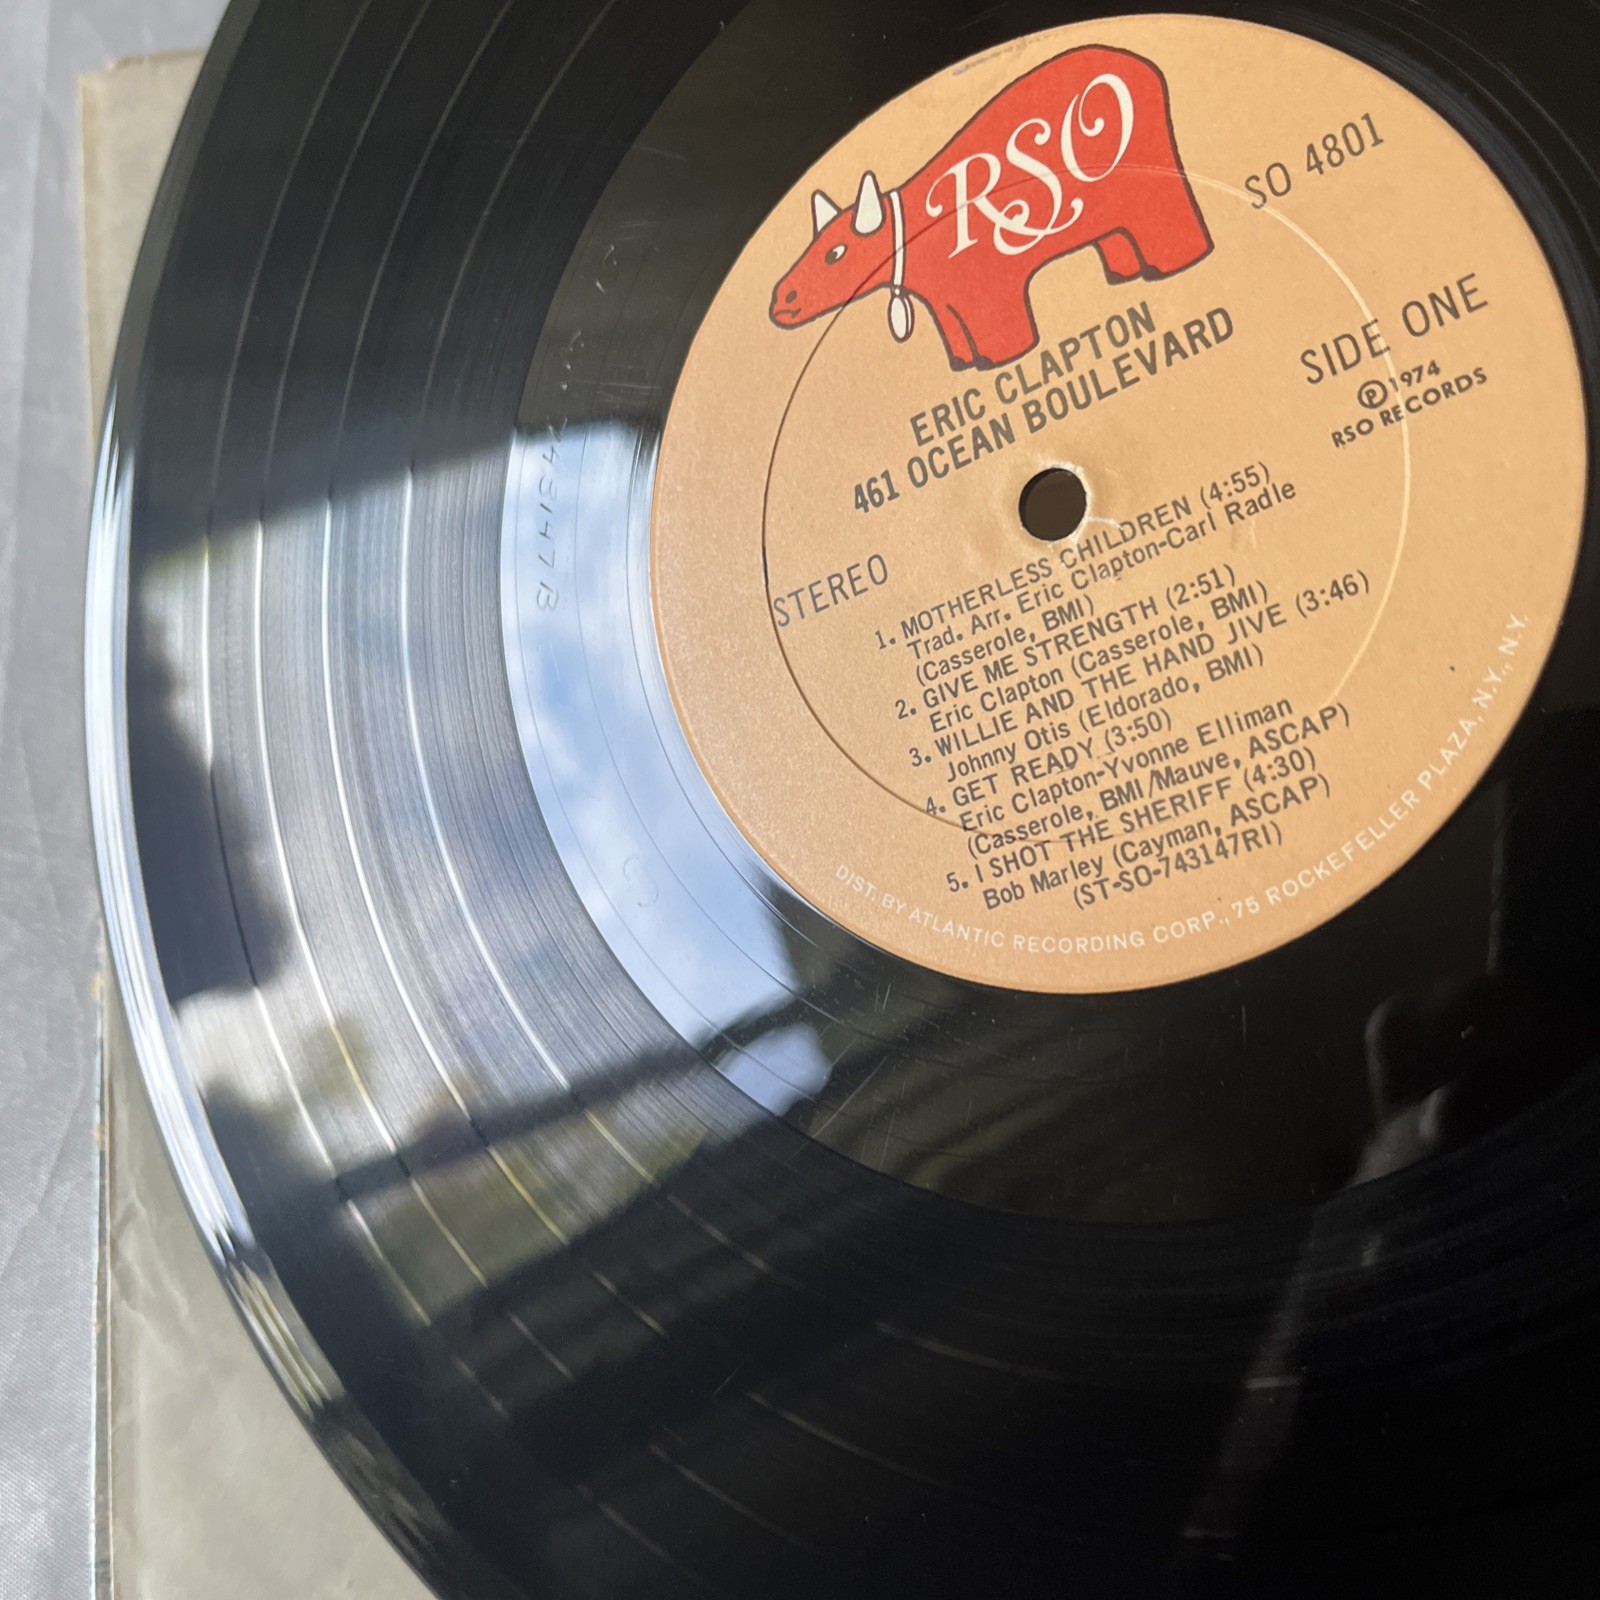 RSO
SO 4801
ERIC CLAPTON
461 OCEAN BOULEVARD
SIDE ONE
Ⓟ1974
RSO RECORDS
STEREO
1. MOTHERLESS CHILDREN (4:55)
Trad. Arr. Eric Clapton-Carl Radle
(Casserole, BMI)
2. GIVE ME STRENGTH (2:51)
Eric Clapton (Casserole, BMI)
3. WILLIE AND THE HAND JIVE (3:46)
Johnny Otis (Eldorado, BMI)
4. GET READY (3:50)
Eric Clapton-Yvonne Elliman
(Casserole, BMI/Mauve, ASCAP)
5. I SHOT THE SHERIFF (4:30)
Bob Marley (Cayman, ASCAP)
(ST-SO-743147RI)
DIST. BY ATLANTIC RECORDING CORP., 75 ROCKEFELLER PLAZA, N.Y., N.Y.